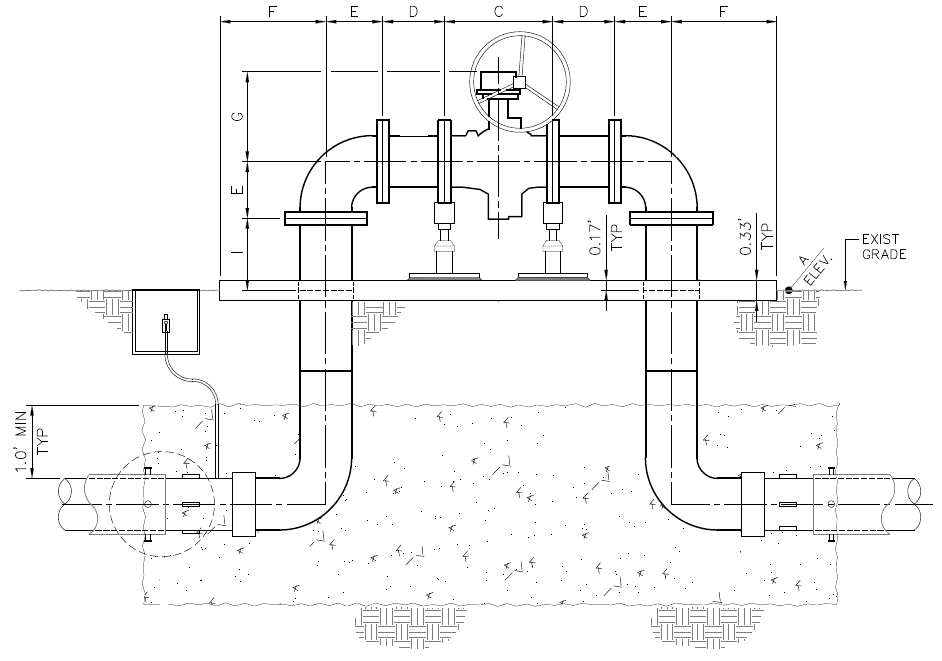 F E D C D E F
G
E
I
0.17'
TYP
0.33'
TYP
A
ELEV.
EXIST
GRADE
1.0' MIN
TYP